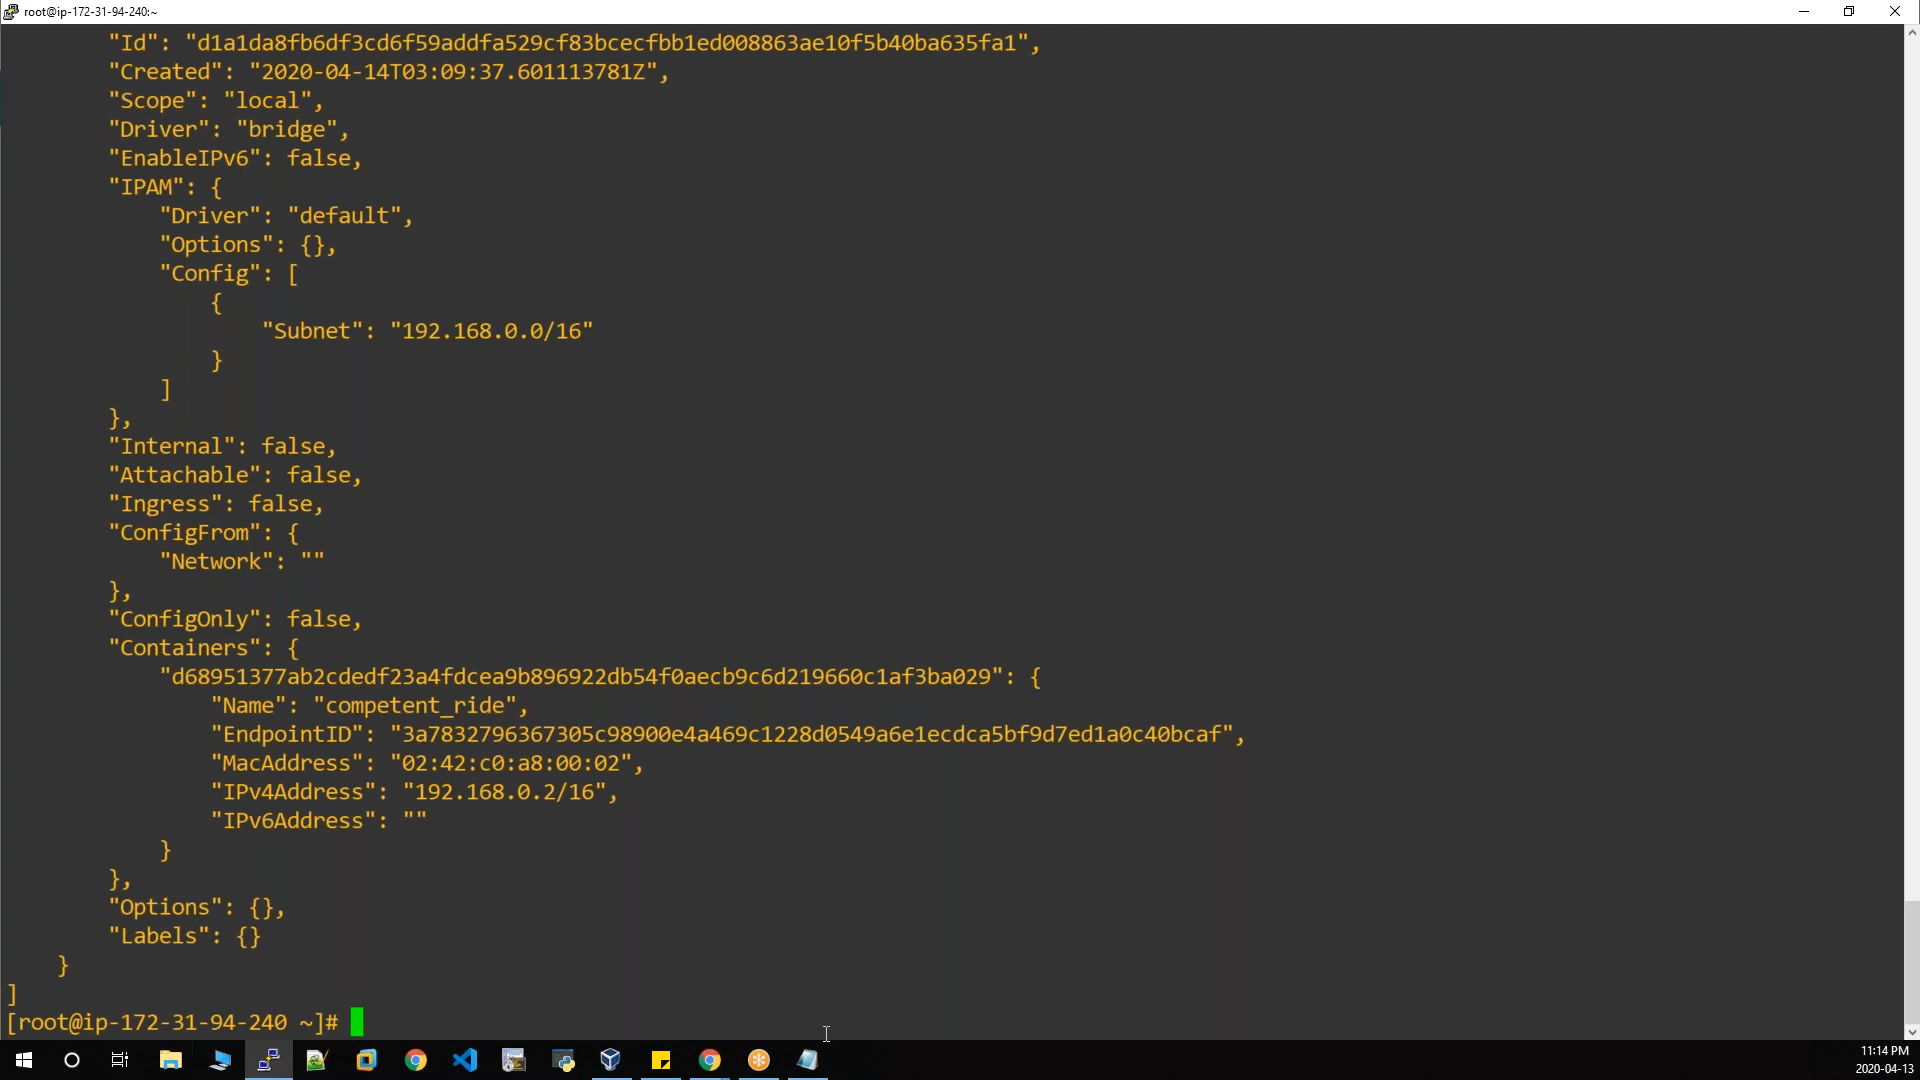 root@ip-172-31-94-240:~
"Id": "d1a1da8fb6df3cd6f59addfa529cf83bcecfbb1ed008863ae10f5b40ba635fa1",
"Created": "2020-04-14T03:09:37.601113781Z",
"Scope": "local",
"Driver": "bridge",
"EnableIPv6": false,
"IPAM": {
"Driver": "default",
"Options": {},
"Config": [
{
"Subnet": "192.168.0.0/16"
}
]
},
"Internal": false,
"Attachable": false,
"Ingress": false,
"ConfigFrom": {
"Network": ""
},
"ConfigOnly": false,
"Containers": {
"d68951377ab2cdedf23a4fdcea9b896922db54f0aecb9c6d219660c1af3ba029": {
"Name": "competent_ride",
"EndpointID": "3a7832796367305c98900e4a469c1228d0549a6e1ecdca5bf9d7ed1a0c40bcaf",
"MacAddress": "02:42:c0:a8:00:02",
"IPv4Address": "192.168.0.2/16",
"IPv6Address": ""
}
},
"Options": {},
"Labels": {}
}
]
[root@ip-172-31-94-240 ~]#
11:14 PM
2020-04-13